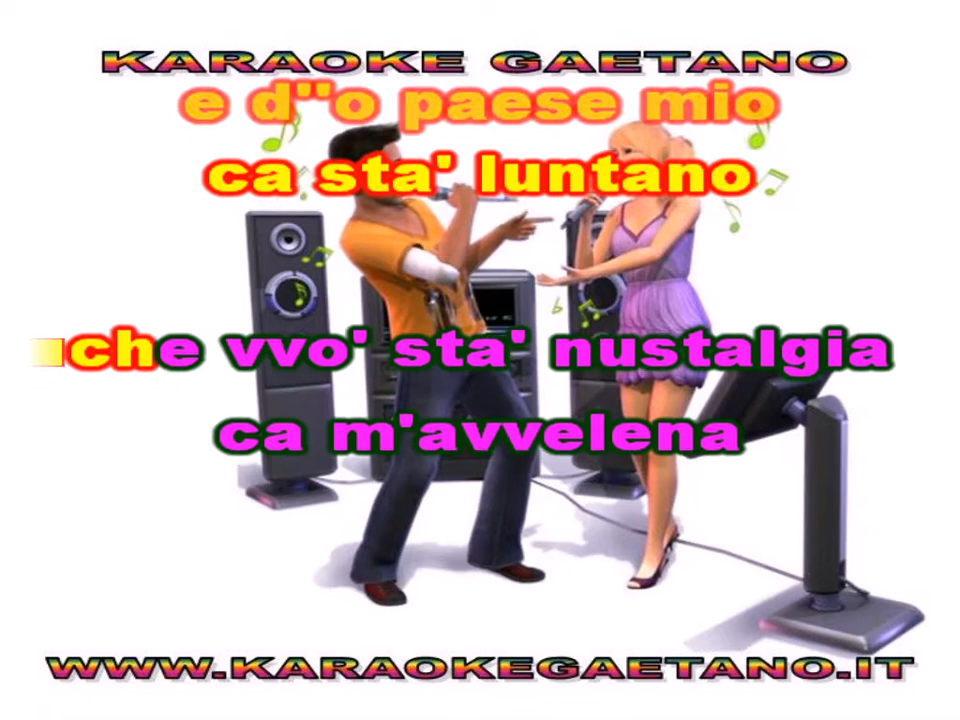 KARAOKE GAETANO
e d''o paese mio
ca sta' luntano
che vvo' sta' nustalgia
ca m'avvelena
WWW.KARAOKEGAETANO.IT